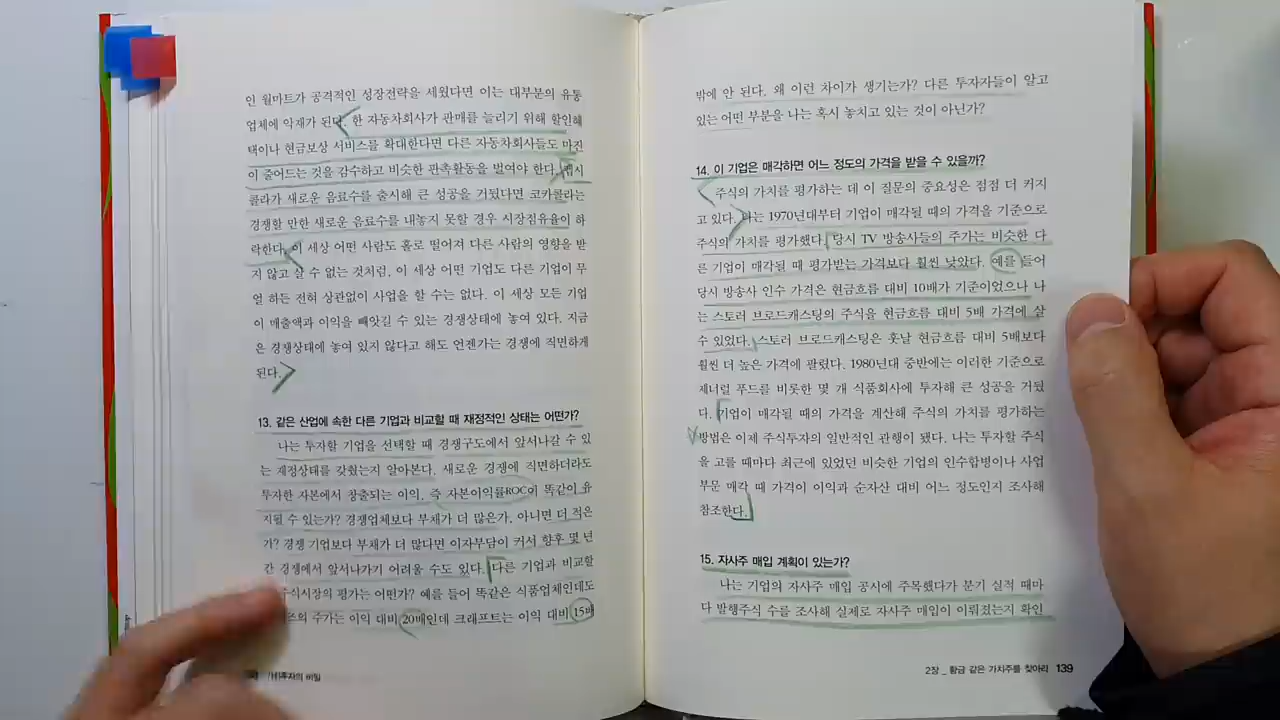 인 월마트가 공격적인 성장전략을 세웠다면 이는 대부분의 유통
업체에 악재가 된다. 한 자동차회사가 판매를 늘리기 위해 할인혜
택이나 현금보상 서비스를 확대한다면 다른 자동차회사들도 마진
이 줄어드는 것을 감수하고 비슷한 판촉활동을 벌여야 한다. 펩시
콜라가 새로운 음료수를 출시해 큰 성공을 거뒀다면 코카콜라는
경쟁할 만한 새로운 음료수를 내놓지 못할 경우 시장점유율이 하
락한다. 이 세상 어떤 사람도 홀로 떨어져 다른 사람의 영향을 받
지 않고 살 수 없는 것처럼, 이 세상 어떤 기업도 다른 기업이 무
얼 하든 전혀 상관없이 사업을 할 수는 없다. 이 세상 모든 기업
이 매출액과 이익을 빼앗길 수 있는 경쟁상태에 놓여 있다. 지금
은 경쟁상태에 놓여 있지 않다고 해도 언젠가는 경쟁에 직면하게
된다.
13. 같은 산업에 속한 다른 기업과 비교할 때 재정적인 상태는 어떤가?
나는 투자할 기업을 선택할 때 경쟁구도에서 앞서나갈 수 있
는 재정상태를 갖췄는지 알아본다. 새로운 경쟁에 직면하더라도
투자한 자본에서 창출되는 이익, 즉 자본이익률ROC이 똑같이 유
지될 수 있는가? 경쟁업체보다 부채가 더 많은가, 아니면 더 적은
가? 경쟁 기업보다 부채가 더 많다면 이자부담이 커서 향후 몇 년
간 경쟁에서 앞서나가기 어려울 수도 있다. 다른 기업과 비교할
주식시장의 평가는 어떤가? 예를 들어 똑같은 식품업체인데도
주가는 이익 대비 20배인데 크래프트는 이익 대비 15배
투자의 비밀
밖에 안 된다. 왜 이런 차이가 생기는가? 다른 투자자들이 알고
있는 어떤 부분을 나는 혹시 놓치고 있는 것이 아닌가?
14. 이 기업은 매각하면 어느 정도의 가격을 받을 수 있을까?
주식의 가치를 평가하는 데 이 질문의 중요성은 점점 더 커지
고 있다. 나는 1970년대부터 기업이 매각될 때의 가격을 기준으로
주식의 가치를 평가했다. 당시 TV 방송사들의 주가는 비슷한 다
른 기업이 매각될 때 평가받는 가격보다 훨씬 낮았다. 예를 들어
당시 방송사 인수 가격은 현금흐름 대비 10배가 기준이었으나 나
는 스토러 브로드캐스팅의 주식을 현금흐름 대비 5배 가격에 살
수 있었다. 스토러 브로드캐스팅은 훗날 현금흐름 대비 5배보다
훨씬 더 높은 가격에 팔렸다. 1980년대 중반에는 이러한 기준으로
제너럴 푸드를 비롯한 몇 개 식품회사에 투자해 큰 성공을 거뒀
다. 기업이 매각될 때의 가격을 계산해 주식의 가치를 평가하는
방법은 이제 주식투자의 일반적인 관행이 됐다. 나는 투자할 주식
을 고를 때마다 최근에 있었던 비슷한 기업의 인수합병이나 사업
부문 매각 때 가격이 이익과 순자산 대비 어느 정도인지 조사해
참조한다.
15. 자사주 매입 계획이 있는가?
나는 기업의 자사주 매입 공시에 주목했다가 분기 실적 때마
다 발행주식 수를 조사해 실제로 자사주 매입이 이뤄졌는지 확인
2장 _ 황금 같은 가치주를 찾아라 139